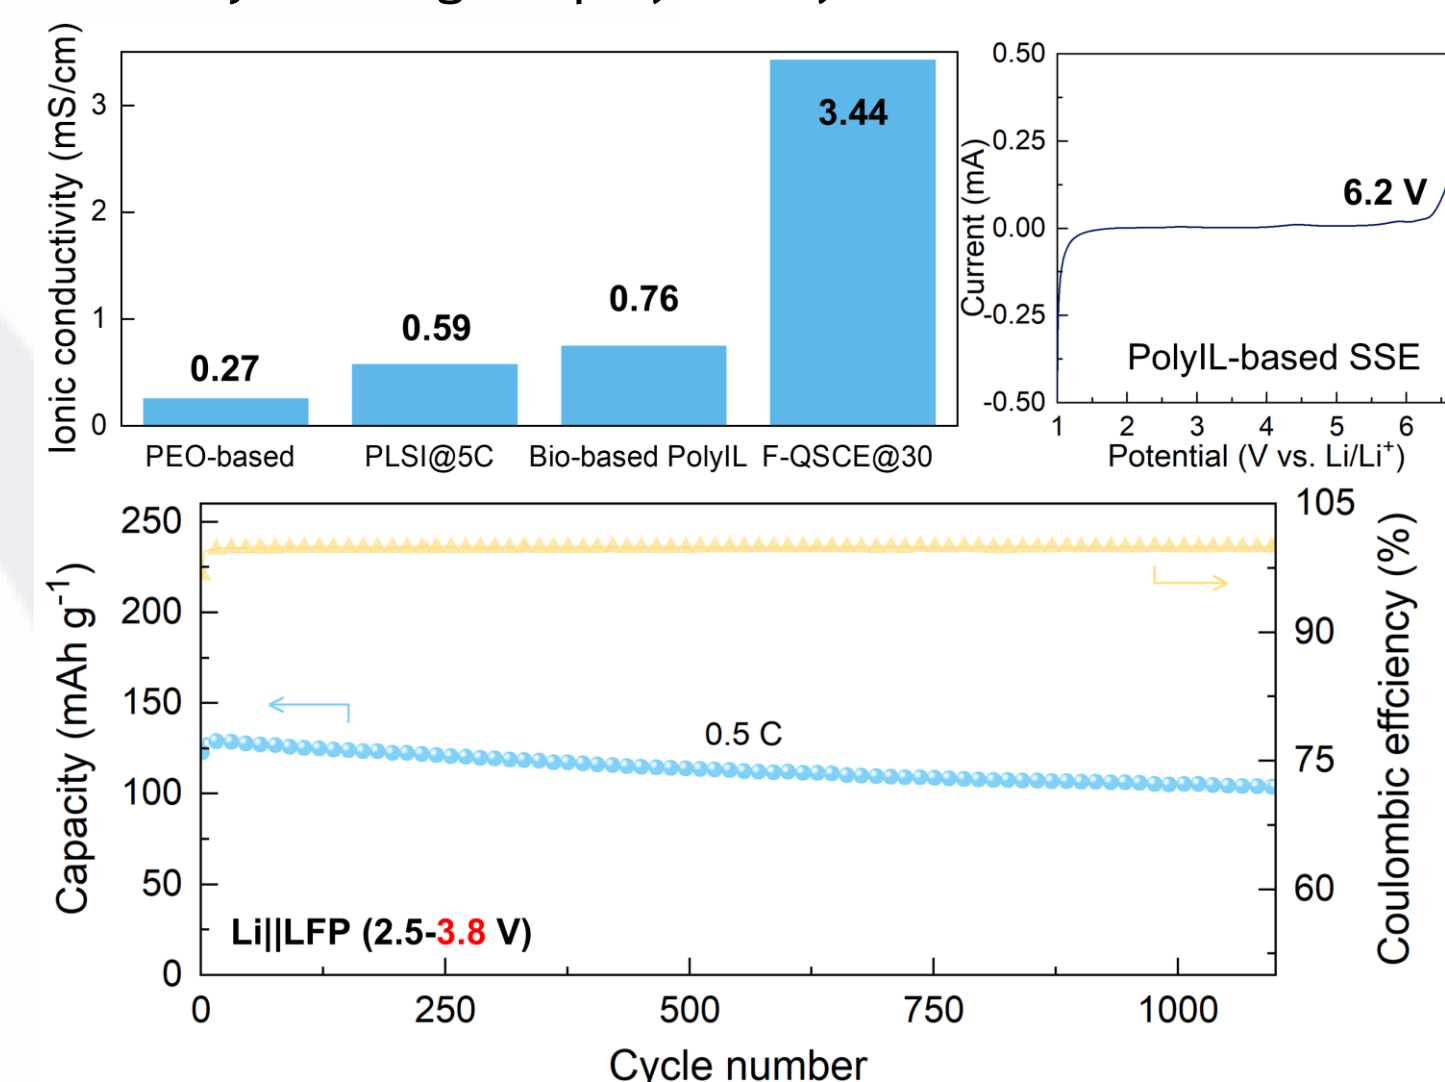 Ionic conductivity (mS/cm)
3
2
1
0
0.27
0.59
0.76
3.44
PEO-based
PLSI@5C
Bio-based PolyIL
F-QSCE@30
Current (mA)
0.50
0.25
0.00
-0.25
-0.50
6.2 V
PolyIL-based SSE
1 2 3 4 5 6
Potential (V vs. Li/Li⁺)
Capacity (mAh g⁻¹)
250
200
150
100
50
0
0.5 C
Li||LFP (2.5-3.8 V)
0 250 500 750 1000
Cycle number
105
90
75
60
Coulombic effciency (%)